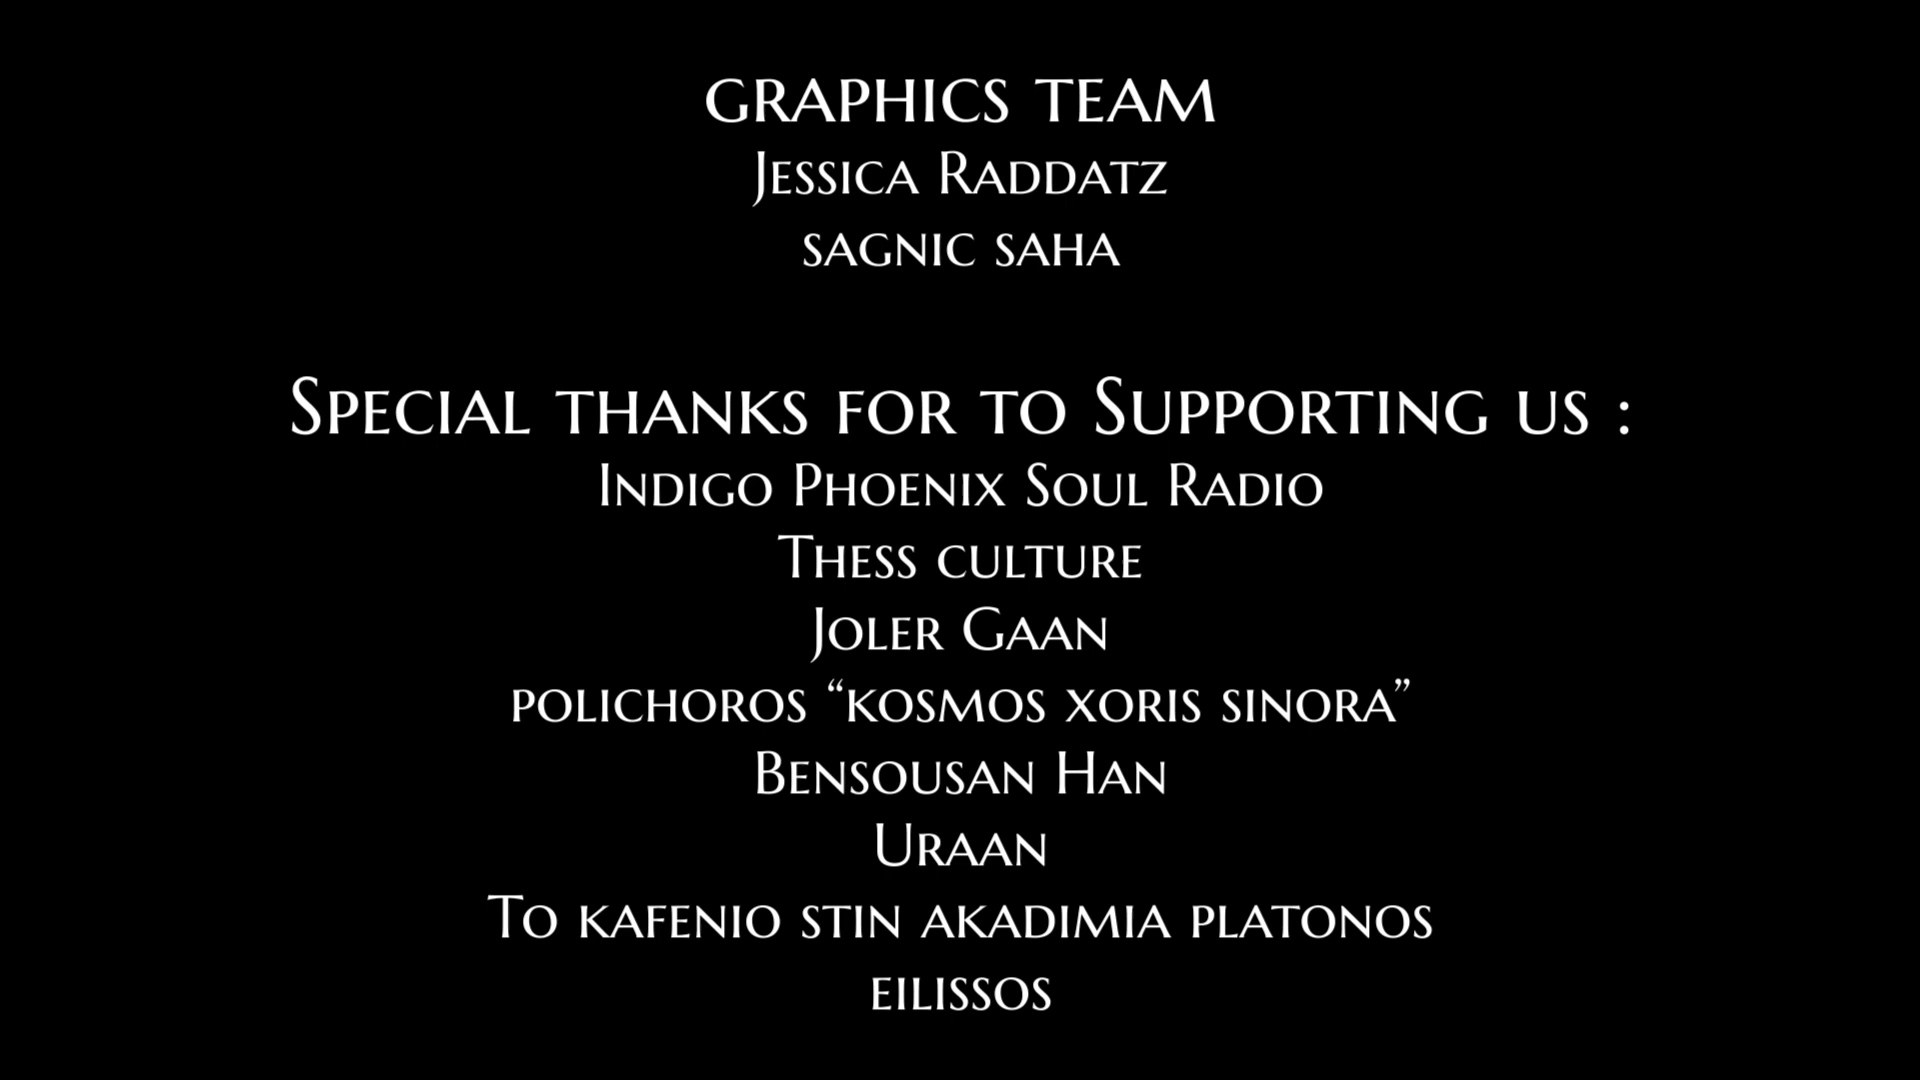 GRAPHICS TEAM
JESSICA RADDATZ
SAGNIC SAHA
SPECIAL THANKS FOR TO SUPPORTING US :
INDIGO PHOENIX SOUL RADIO
THESS CULTURE
JOLER GAAN
POLICHOROS “KOSMOS XORIS SINORA”
BENSOUSAN HAN
URAAN
TO KAFENIO STIN AKADIMIA PLATONOS
EILISSOS